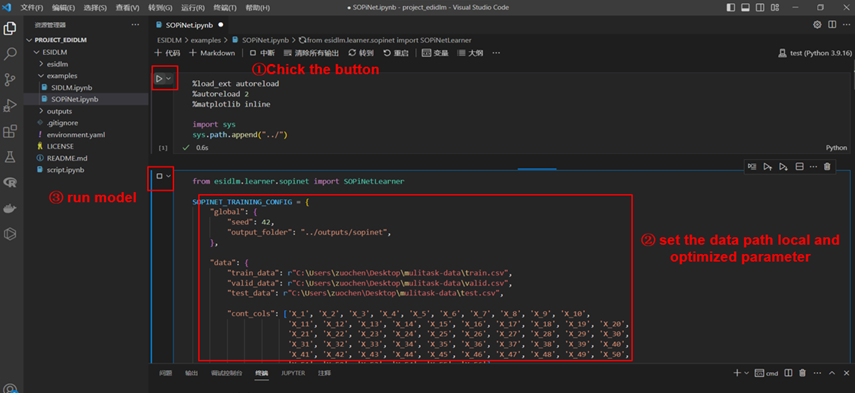 文件(F) 编辑(E) 选择(S) 查看(V) 转到(G) 运行(R) 终端(T) 帮助(H)
● SOPiNet.ipynb - project_edidlm - Visual Studio Code
资源管理器
PROJECT_EDIDLM
ESIDLM
esidlm
examples
SIDLM.ipynb
SOPiNet.ipynb
outputs
.gitignore
environment.yaml
LICENSE
README.md
script.ipynb
SOPiNet.ipynb ●
ESIDLM > examples > SOPiNet.ipynb > from esidlm.learner.sopinet import SOPiNetLearner
+ 代码 + Markdown 中断 清除所有输出 转到 重启 变量 大纲 ···
test (Python 3.9.16)
①Chick the button
%load_ext autoreload
%autoreload 2
%matplotlib inline
import sys
sys.path.append("../")
[1] ✓ 0.6s
Python
③ run model
from esidlm.learner.sopinet import SOPiNetLearner
SOPINET_TRAINING_CONFIG = {
"global": {
"seed": 42,
"output_folder": "../outputs/sopinet",
},
② set the data path local and
optimized parameter
"data": {
"train_data": r"C:\Users\zuochen\Desktop\mulitask-data\train.csv",
"valid_data": r"C:\Users\zuochen\Desktop\mulitask-data\valid.csv",
"test_data": r"C:\Users\zuochen\Desktop\mulitask-data\test.csv",
"cont_cols": ['X_1', 'X_2', 'X_3', 'X_4', 'X_5', 'X_6', 'X_7', 'X_8', 'X_9', 'X_10',
'X_11', 'X_12', 'X_13', 'X_14', 'X_15', 'X_16', 'X_17', 'X_18', 'X_19', 'X_20',
'X_21', 'X_22', 'X_23', 'X_24', 'X_25', 'X_26', 'X_27', 'X_28', 'X_29', 'X_30',
'X_31', 'X_32', 'X_33', 'X_34', 'X_35', 'X_36', 'X_37', 'X_38', 'X_39', 'X_40',
'X_41', 'X_42', 'X_43', 'X_44', 'X_45', 'X_46', 'X_47', 'X_48', 'X_49', 'X_50',
问题 输出 调试控制台 终端 JUPYTER 注释
cmd